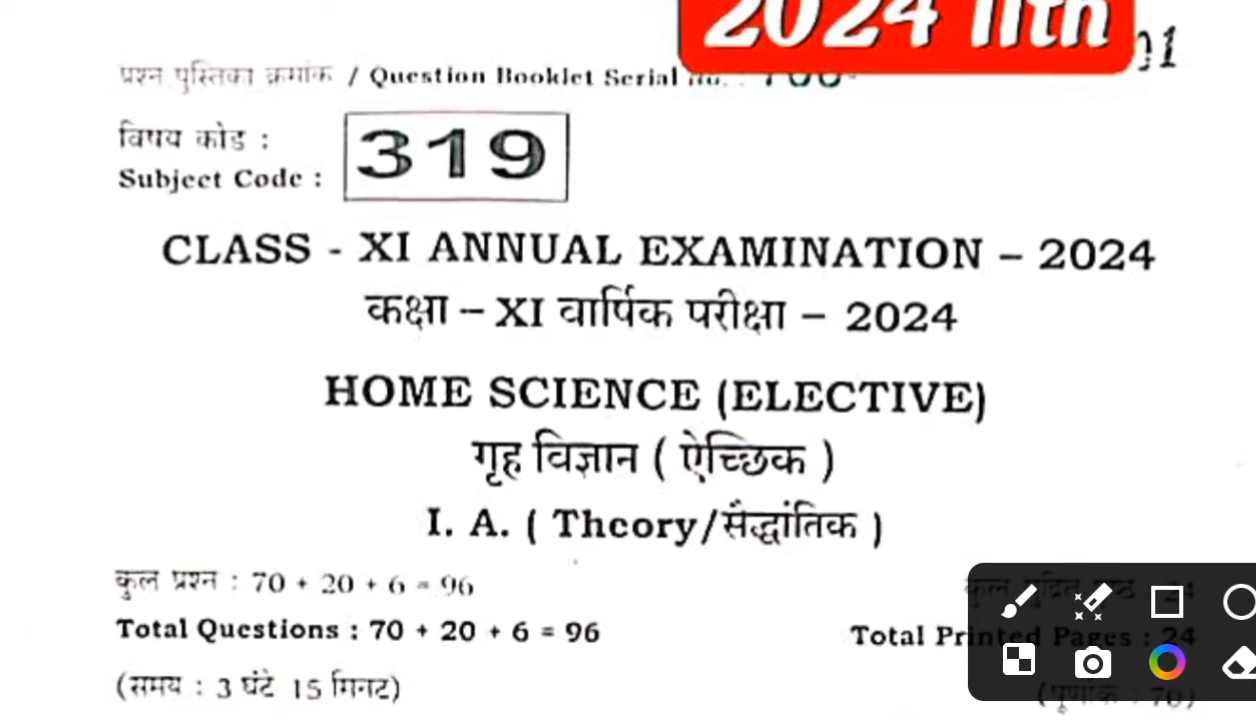 2024 11th
प्रश्न पुस्तिका क्रमांक / Question Booklet Serial
विषय कोड :
Subject Code : 319
CLASS - XI ANNUAL EXAMINATION – 2024
कक्षा – XI वार्षिक परीक्षा – 2024
HOME SCIENCE (ELECTIVE)
गृह विज्ञान ( ऐच्छिक )
I. A. ( Theory/सैद्धांतिक )
कुल प्रश्न : 70 + 20 + 6 = 96
कुल मुद्रित पृष्ठ : 24
Total Questions : 70 + 20 + 6 = 96
Total Printed Pages : 24
(समय : 3 घंटे 15 मिनट)
(पूर्णांक : 70)